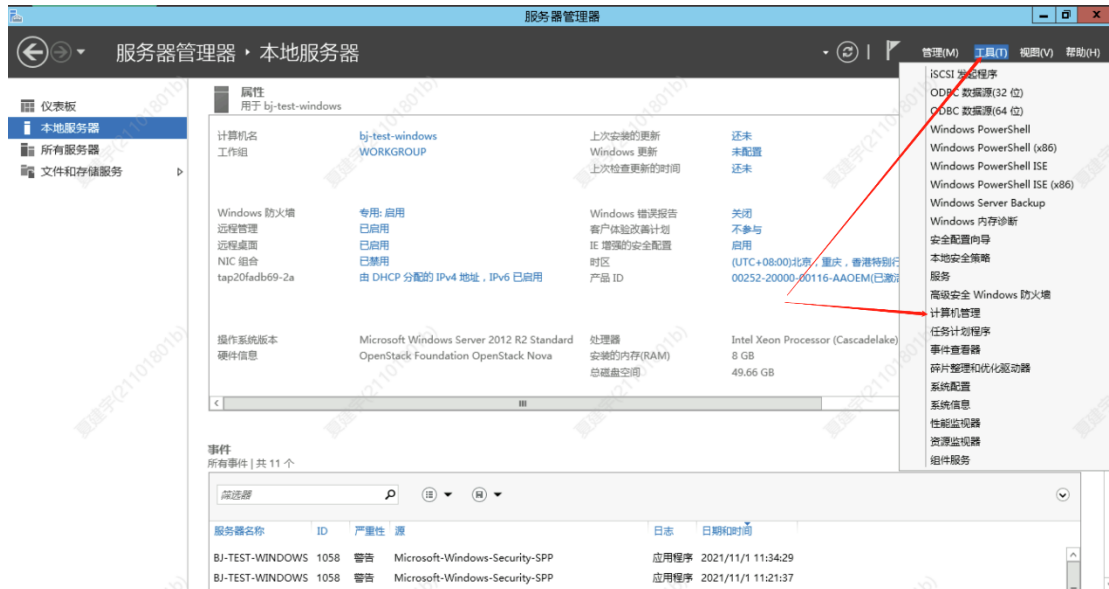 服务器管理器
服务器管理器 · 本地服务器
管理(M) 工具(T) 视图(V) 帮助(H)
仪表板
本地服务器
所有服务器
文件和存储服务
属性
用于 bj-test-windows
计算机名 bj-test-windows 上次安装的更新 还未
工作组 WORKGROUP Windows 更新 未配置
上次检查更新的时间 还未
Windows 防火墙 专用: 启用 Windows 错误报告 关闭
远程管理 已启用 客户体验改善计划 不参与
远程桌面 已启用 IE 增强的安全配置 启用
NIC 组合 已禁用 时区 (UTC+08:00)北京，重庆，香港特别行
tap20fadb69-2a 由 DHCP 分配的 IPv4 地址，IPv6 已启用 产品 ID 00252-20000-00116-AAOEM(已激活
操作系统版本 Microsoft Windows Server 2012 R2 Standard 处理器 Intel Xeon Processor (Cascadelake)
硬件信息 OpenStack Foundation OpenStack Nova 安装的内存(RAM) 8 GB
总磁盘空间 49.66 GB
iSCSI 发起程序
ODBC 数据源(32 位)
ODBC 数据源(64 位)
Windows PowerShell
Windows PowerShell (x86)
Windows PowerShell ISE
Windows PowerShell ISE (x86)
Windows Server Backup
Windows 内存诊断
安全配置向导
本地安全策略
服务
高级安全 Windows 防火墙
计算机管理
任务计划程序
事件查看器
碎片整理和优化驱动器
系统配置
系统信息
性能监视器
资源监视器
组件服务
事件
所有事件 | 共 11 个
筛选器
服务器名称 ID 严重性 源 日志 日期和时间
BJ-TEST-WINDOWS 1058 警告 Microsoft-Windows-Security-SPP 应用程序 2021/11/1 11:34:29
BJ-TEST-WINDOWS 1058 警告 Microsoft-Windows-Security-SPP 应用程序 2021/11/1 11:21:37